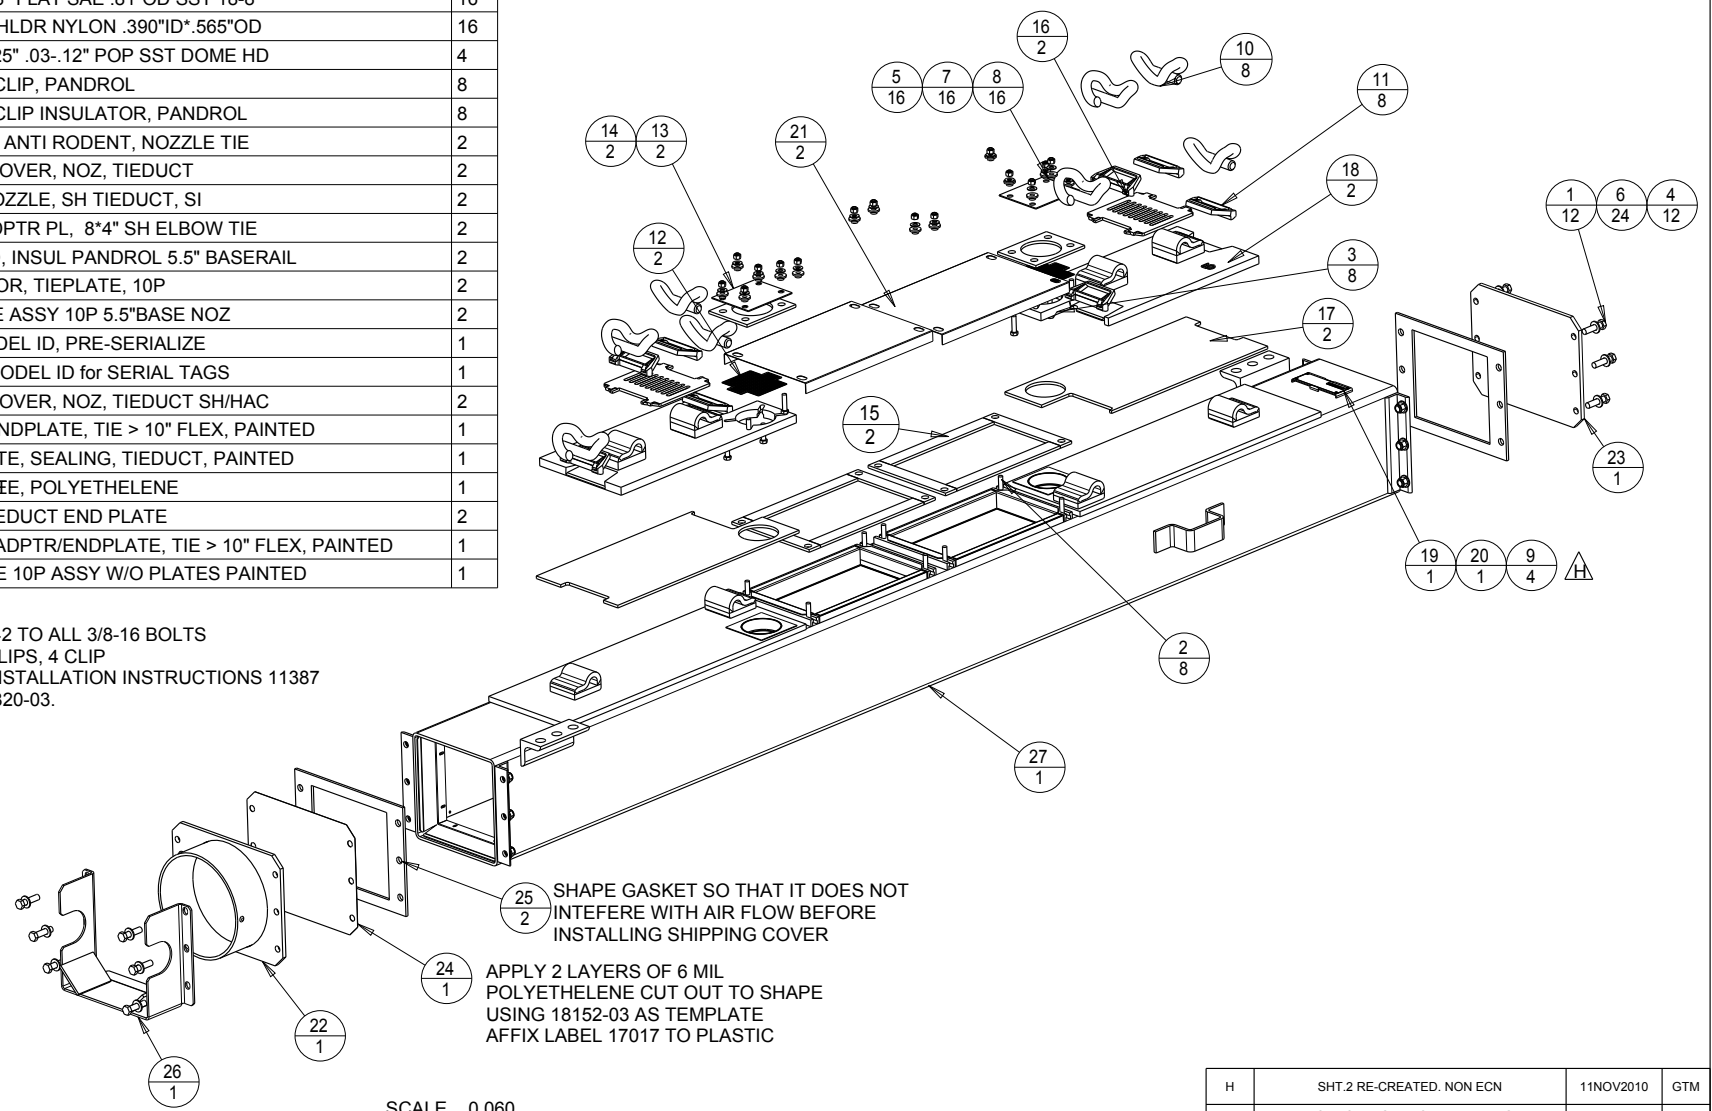 FLAT SAE .81 OD SST 18-8 16
HLDR NYLON .390"ID*.565"OD 16
25" .03-.12" POP SST DOME HD 4
CLIP, PANDROL 8
CLIP INSULATOR, PANDROL 8
ANTI RODENT, NOZZLE TIE 2
OVER, NOZ, TIEDUCT 2
OZZLE, SH TIEDUCT, SI 2
DPTR PL, 8*4" SH ELBOW TIE 2
, INSUL PANDROL 5.5" BASERAIL 2
OR, TIEPLATE, 10P 2
E ASSY 10P 5.5"BASE NOZ 2
DEL ID, PRE-SERIALIZE 1
ODEL ID for SERIAL TAGS 1
OVER, NOZ, TIEDUCT SH/HAC 2
NDPLATE, TIE > 10" FLEX, PAINTED 1
TE, SEALING, TIEDUCT, PAINTED 1
EE, POLYETHELENE 1
EDUCT END PLATE 2
ADPTR/ENDPLATE, TIE > 10" FLEX, PAINTED 1
E 10P ASSY W/O PLATES PAINTED 1
-2 TO ALL 3/8-16 BOLTS
LIPS, 4 CLIP
NSTALLATION INSTRUCTIONS 11387
320-03.
16
2
10
8
5 7 8
16 16 16
11
8
14 13
2 2
21
2
18
2
1 6 4
12 24 12
12
2
3
8
17
2
15
2
23
1
19 20 9
1 1 4
H
2
8
27
1
25
2
SHAPE GASKET SO THAT IT DOES NOT
INTEFERE WITH AIR FLOW BEFORE
INSTALLING SHIPPING COVER
24
1
APPLY 2 LAYERS OF 6 MIL
POLYETHELENE CUT OUT TO SHAPE
USING 18152-03 AS TEMPLATE
AFFIX LABEL 17017 TO PLASTIC
22
1
26
1
SCALE 0.060
H SHT.2 RE-CREATED. NON ECN 11NOV2010 GTM